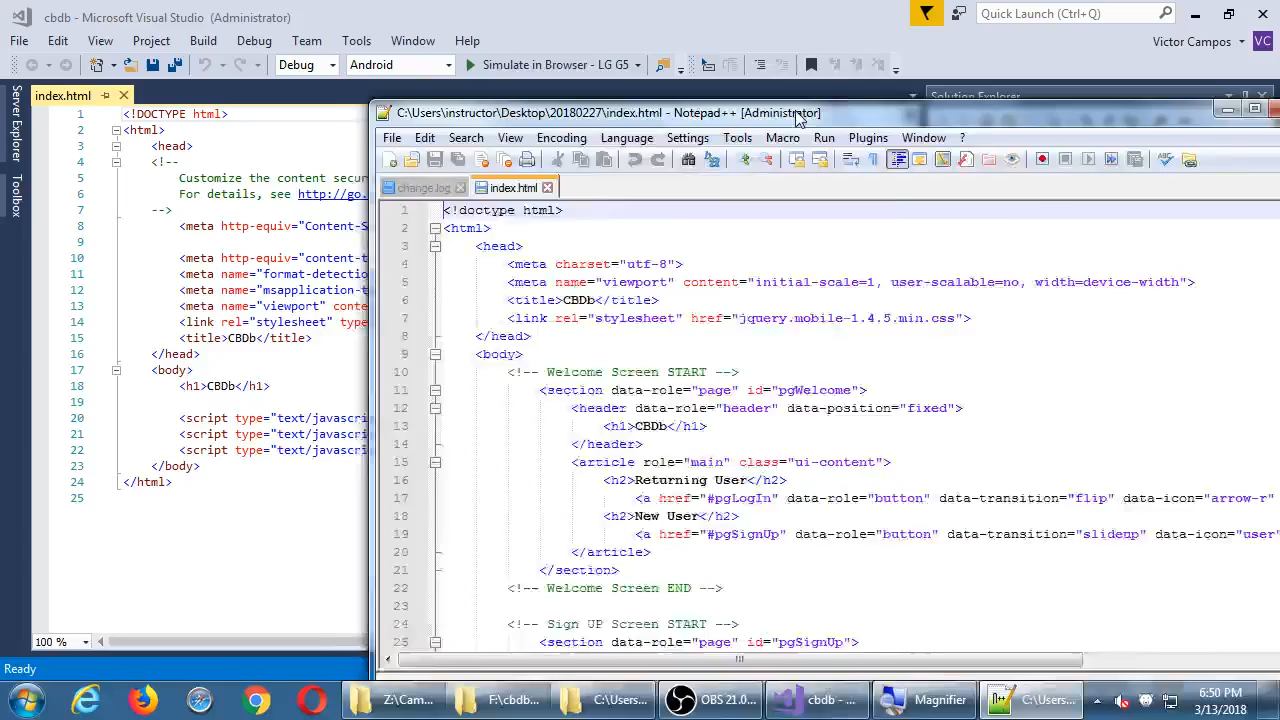 cbdb - Microsoft Visual Studio (Administrator)
Quick Launch (Ctrl+Q)
File Edit View Project Build Debug Team Tools Window Help
Victor Campos VC
Debug Android Simulate in Browser - LG G5
index.html
Server Explorer
Toolbox
1 <!DOCTYPE html>
2 <html>
3 <head>
4 <!--
5 Customize the content secur
6 For details, see http://go.
7 -->
8 <meta http-equiv="Content-S
9
10 <meta http-equiv="content-t
11 <meta name="format-detection
12 <meta name="msapplication-t
13 <meta name="viewport" conte
14 <link rel="stylesheet" type
15 <title>CBDb</title>
16 </head>
17 <body>
18 <h1>CBDb</h1>
20 <script type="text/javascri
21 <script type="text/javascri
22 <script type="text/javascri
23 </body>
24 </html>
25
100 %
Ready
Solution Explorer
C:\Users\instructor\Desktop\20180227\index.html - Notepad++ [Administrator]
File Edit Search View Encoding Language Settings Tools Macro Run Plugins Window ?
change.log index.html
1 <!doctype html>
2 <html>
3 <head>
4 <meta charset="utf-8">
5 <meta name="viewport" content="initial-scale=1, user-scalable=no, width=device-width">
6 <title>CBDb</title>
7 <link rel="stylesheet" href="jquery.mobile-1.4.5.min.css">
8 </head>
9 <body>
10 <!-- Welcome Screen START -->
11 <section data-role="page" id="pgWelcome">
12 <header data-role="header" data-position="fixed">
13 <h1>CBDb</h1>
14 </header>
15 <article role="main" class="ui-content">
16 <h2>Returning User</h2>
17 <a href="#pgLogIn" data-role="button" data-transition="flip" data-icon="arrow-r"
18 <h2>New User</h2>
19 <a href="#pgSignUp" data-role="button" data-transition="slideup" data-icon="user"
20 </article>
21 </section>
22 <!-- Welcome Screen END -->
23
24 <!-- Sign UP Screen START -->
25 <section data-role="page" id="pgSignUp">
Z:\Cam... F:\cbdb... C:\Users... OBS 21.0... cbdb - ... Magnifier C:\Users...
6:50 PM
3/13/2018